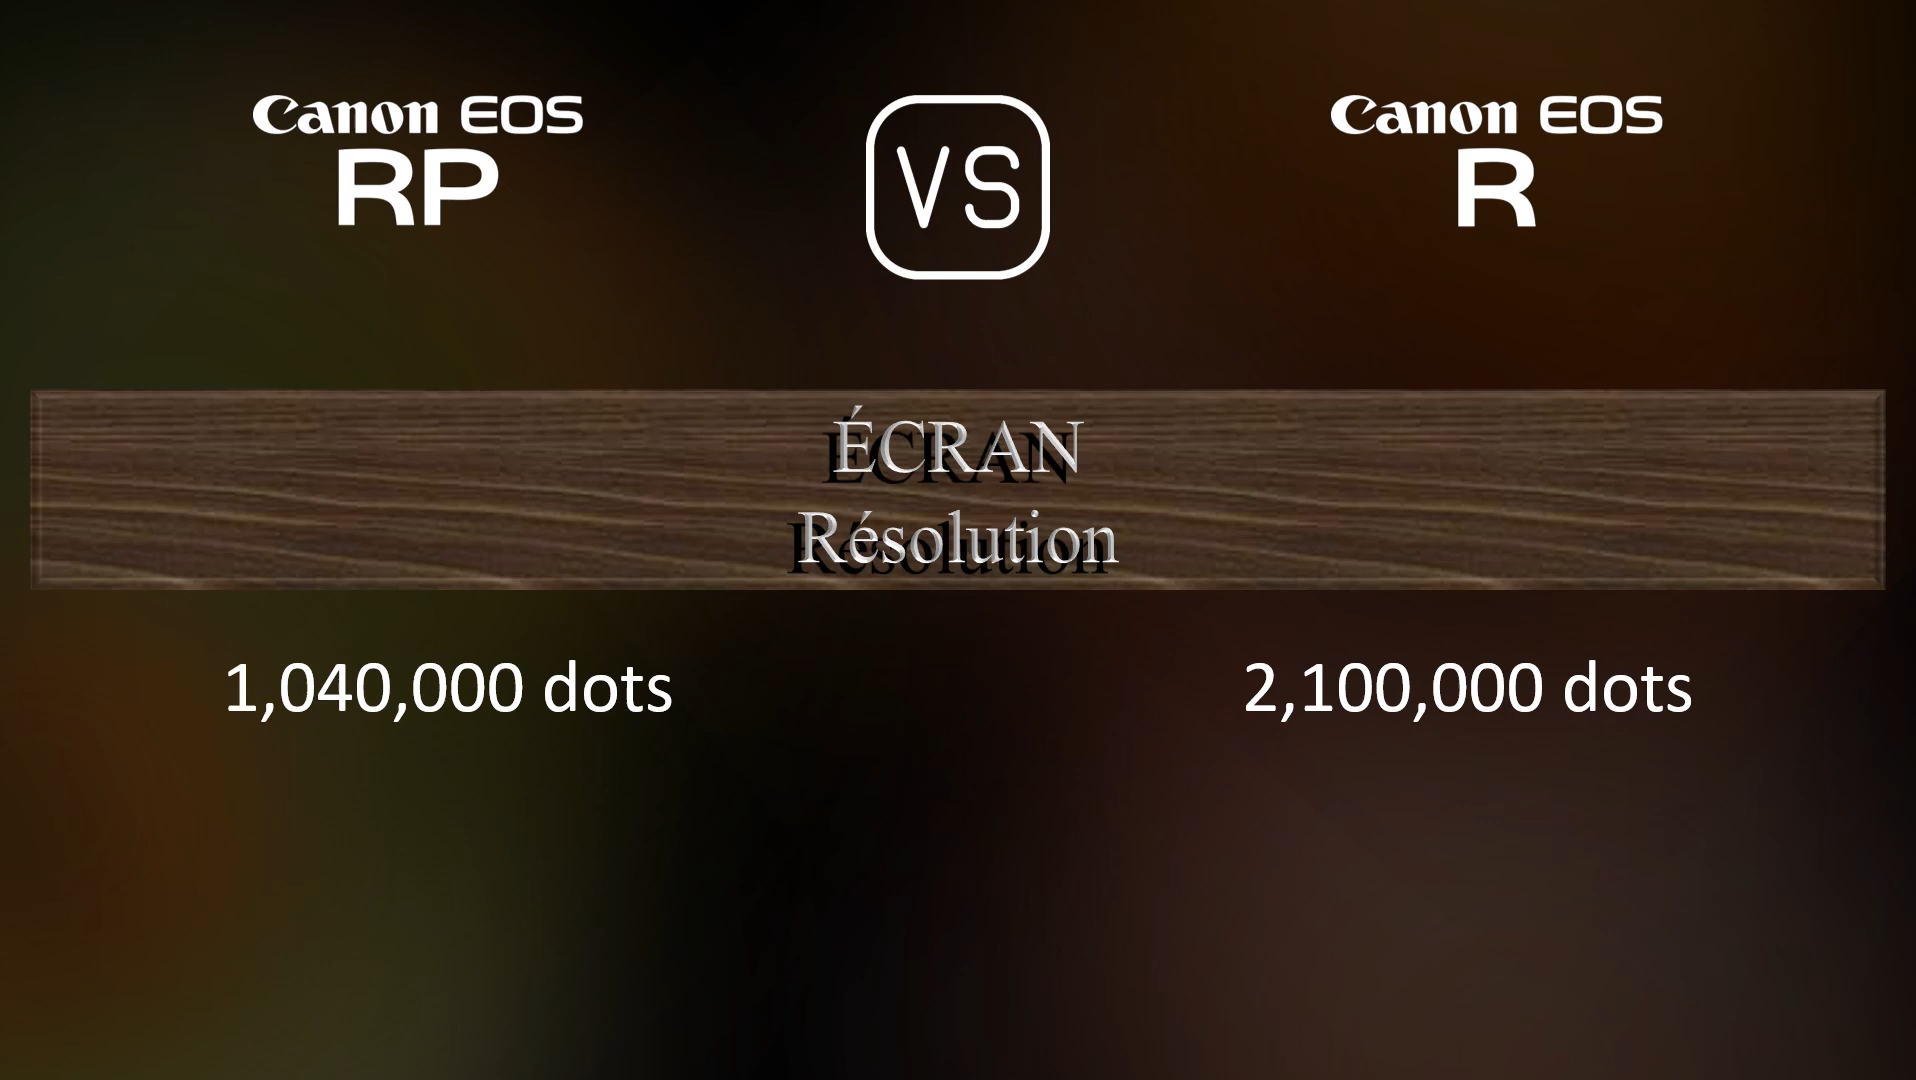 Canon EOS
RP
VS
Canon EOS
R
ÉCRAN
Résolution
1,040,000 dots
2,100,000 dots